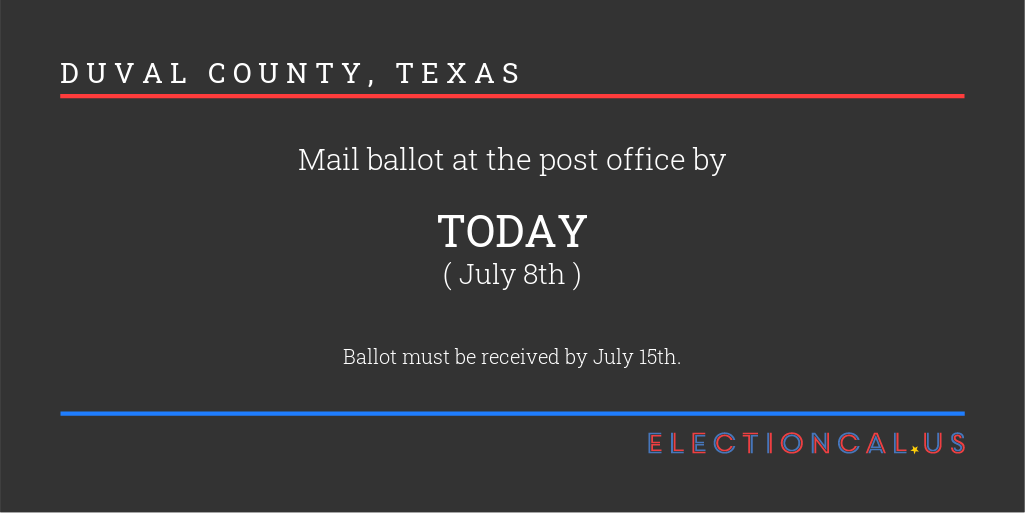 DUVAL COUNTY, TEXAS
Mail ballot at the post office by
TODAY
( July 8th )
Ballot must be received by July 15th.
ELECTIONCAL.US